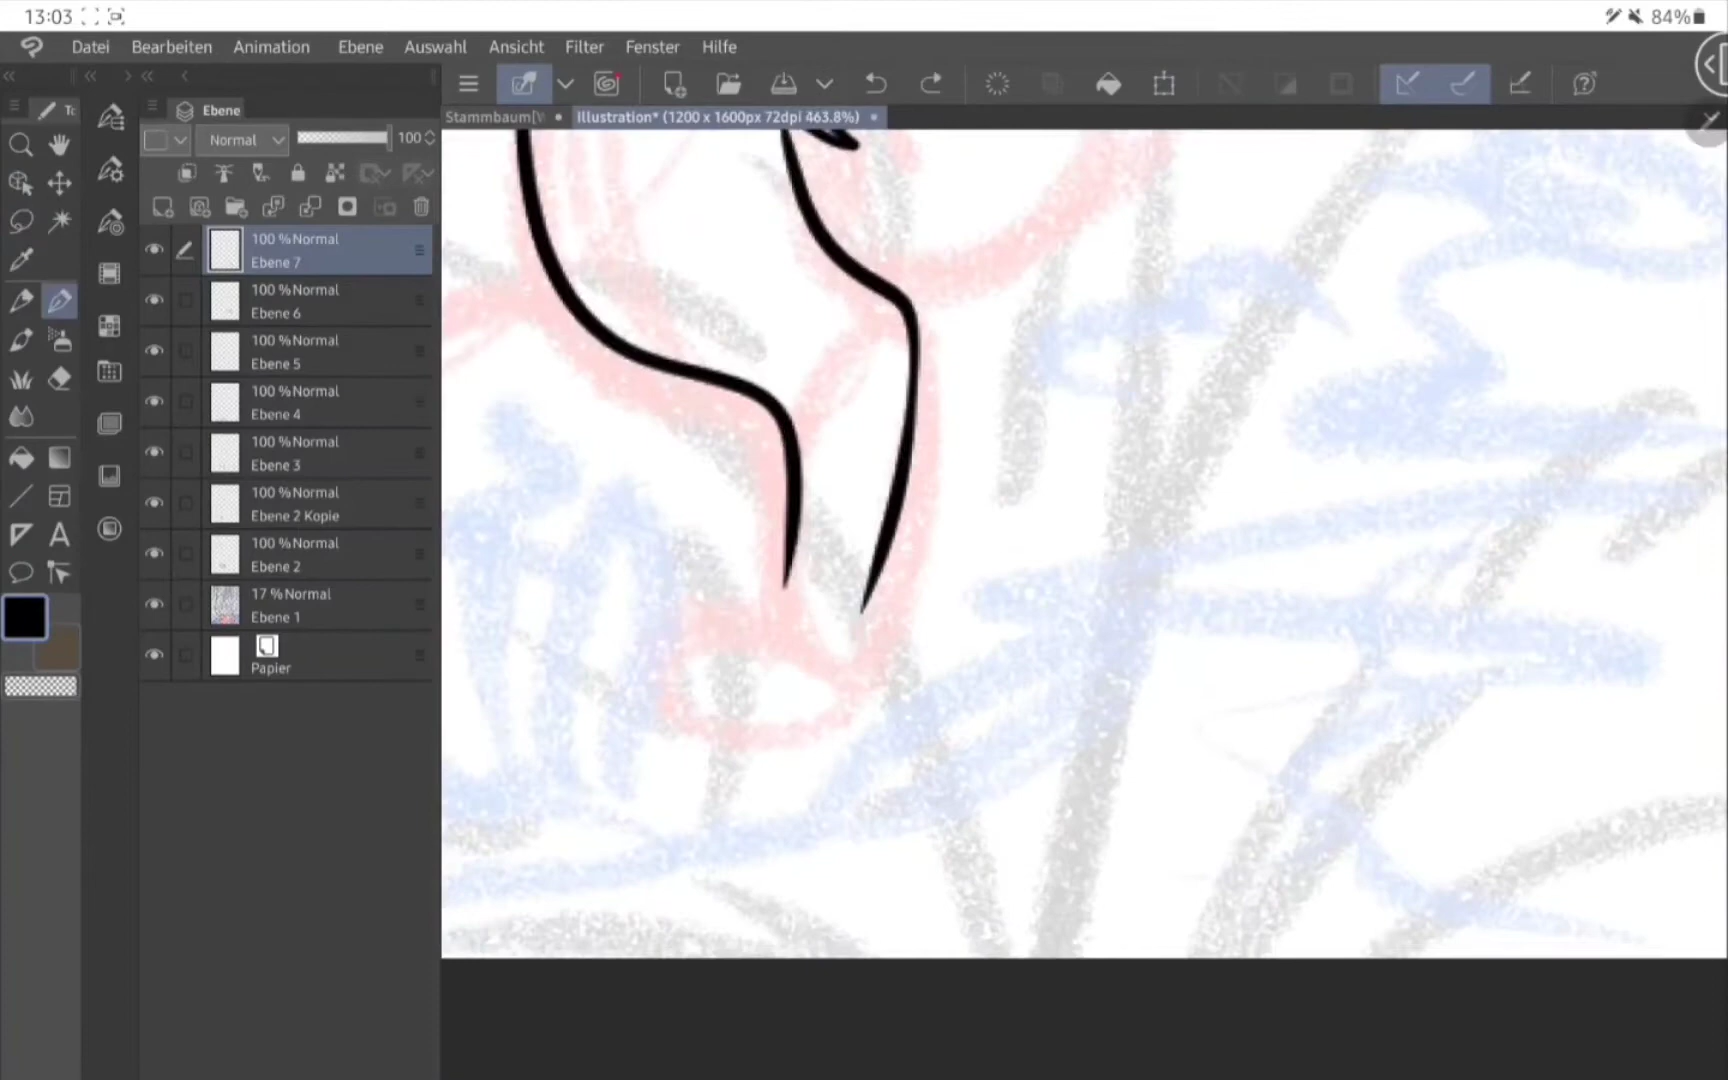 13:03 84%
Datei Bearbeiten Animation Ebene Auswahl Ansicht Filter Fenster Hilfe
Ebene
Stammbaum[ Illustration* (1200 x 1600px 72dpi 463.8%)
Normal 100
100 %Normal
Ebene 7
100 %Normal
Ebene 6
100 %Normal
Ebene 5
100 %Normal
Ebene 4
100 %Normal
Ebene 3
100 %Normal
Ebene 2 Kopie
100 %Normal
Ebene 2
17 %Normal
Ebene 1
Papier